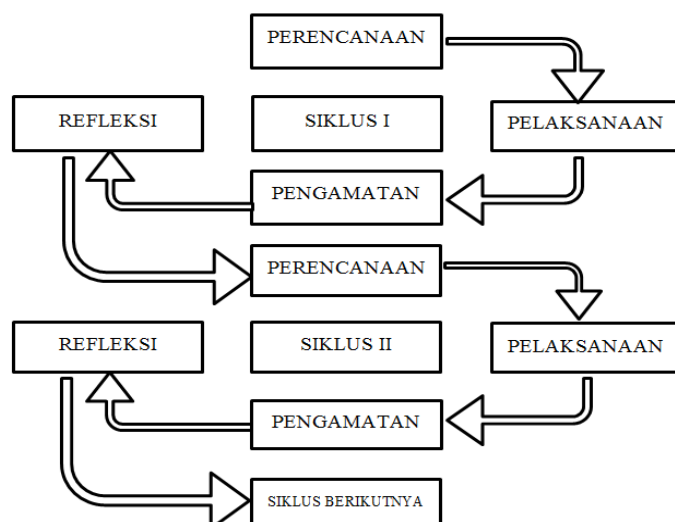 PERENCANAAN
REFLEKSI
SIKLUS I
PELAKSANAAN
PENGAMATAN
PERENCANAAN
REFLEKSI
SIKLUS II
PELAKSANAAN
PENGAMATAN
SIKLUS BERIKUTNYA